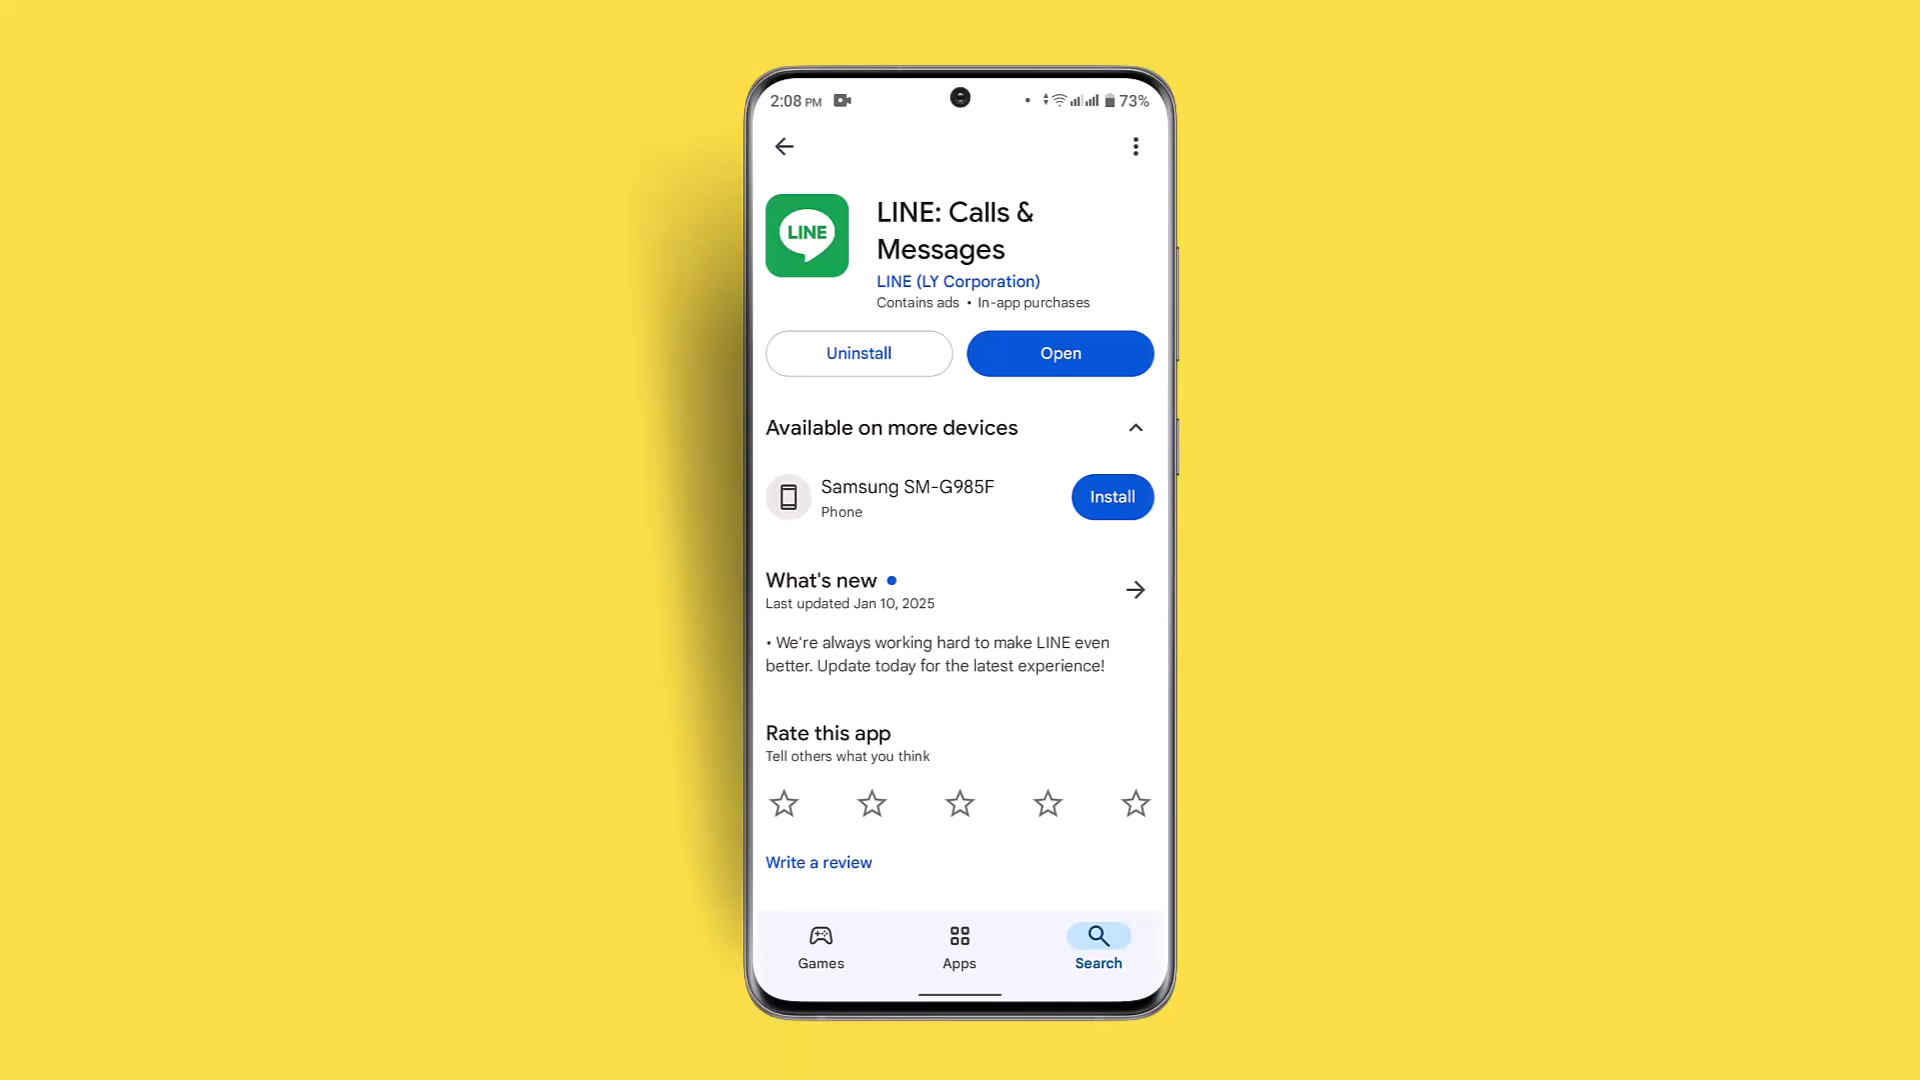 2:08 PM
73%
LINE
LINE: Calls &
Messages
LINE (LY Corporation)
Contains ads • In-app purchases
Uninstall
Open
Available on more devices
Samsung SM-G985F
Phone
Install
What's new
Last updated Jan 10, 2025
• We're always working hard to make LINE even
better. Update today for the latest experience!
Rate this app
Tell others what you think
Write a review
Games
Apps
Search